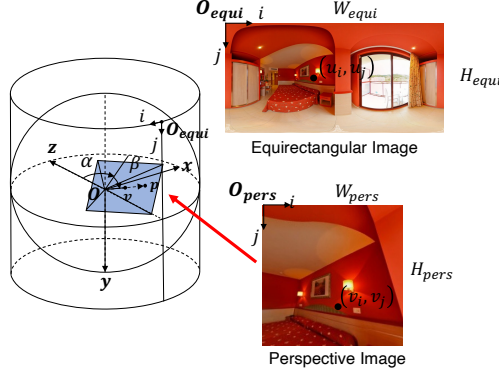 O_equi i W_equi
j
(u_i, u_j)
H_equi
Equirectangular Image
i
O_equi
j
z
α
β
x
O
v
p
y
O_pers i W_pers
j
H_pers
(v_i, v_j)
Perspective Image